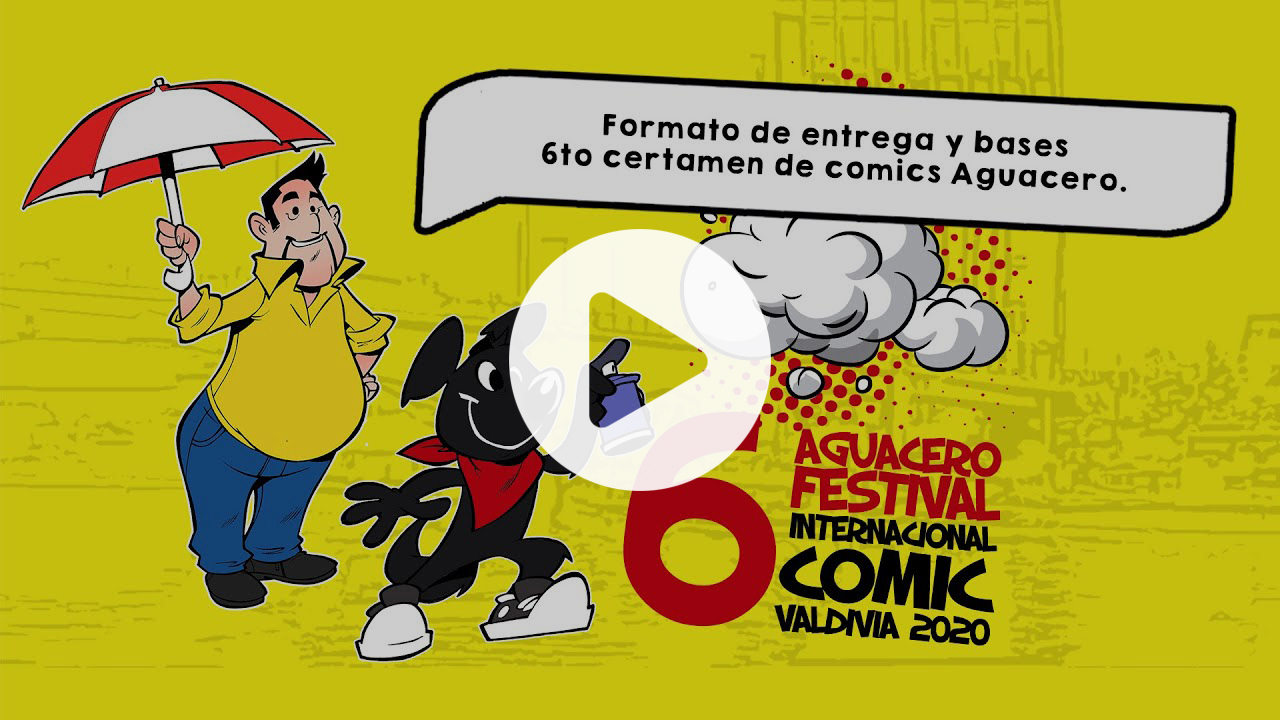 Formato de entrega y bases
6to certamen de comics Aguacero.
6
AGUACERO
FESTIVAL
INTERNACIONAL
COMIC
VALDIVIA 2020